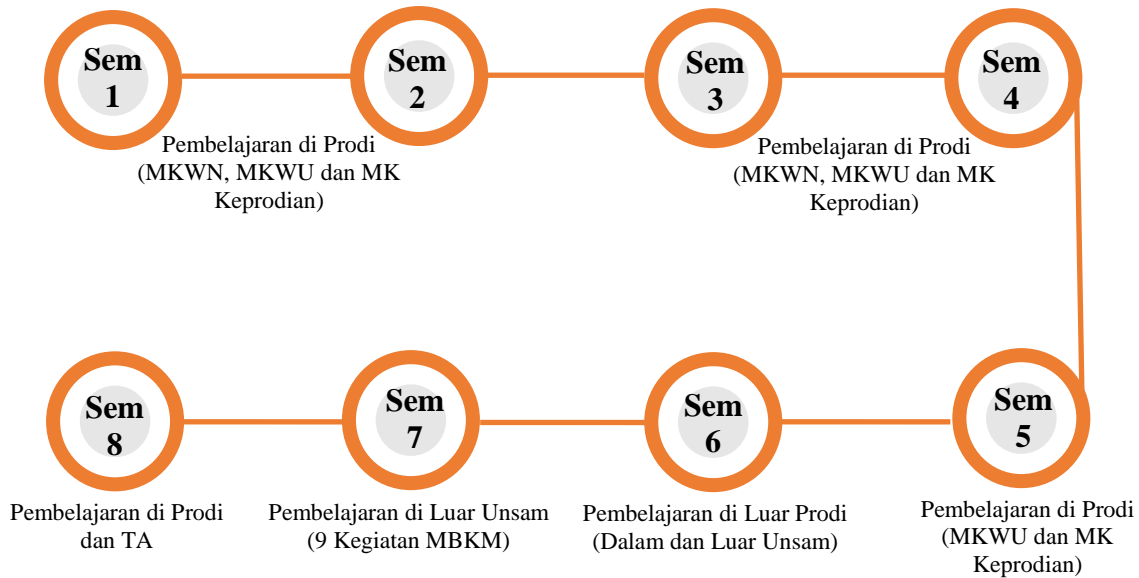 Sem
1
Sem
2
Sem
3
Sem
4
Pembelajaran di Prodi
(MKWN, MKWU dan MK
Keprodian)
Pembelajaran di Prodi
(MKWN, MKWU dan MK
Keprodian)
Sem
8
Sem
7
Sem
6
Sem
5
Pembelajaran di Prodi
dan TA
Pembelajaran di Luar Unsam
(9 Kegiatan MBKM)
Pembelajaran di Luar Prodi
(Dalam dan Luar Unsam)
Pembelajaran di Prodi
(MKWU dan MK
Keprodian)